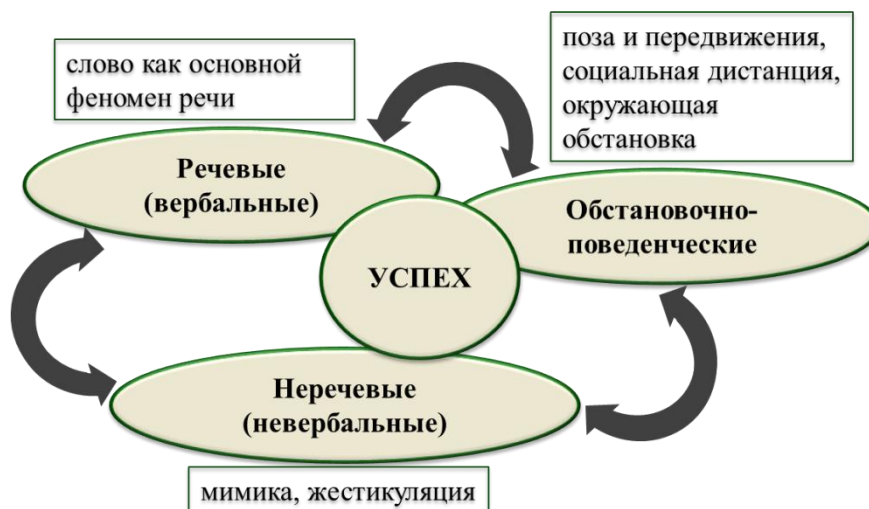 слово как основной
феномен речи
поза и передвижения,
социальная дистанция,
окружающая
обстановка
Речевые
(вербальные)
Обстановочно-
поведенческие
УСПЕХ
Неречевые
(невербальные)
мимика, жестикуляция